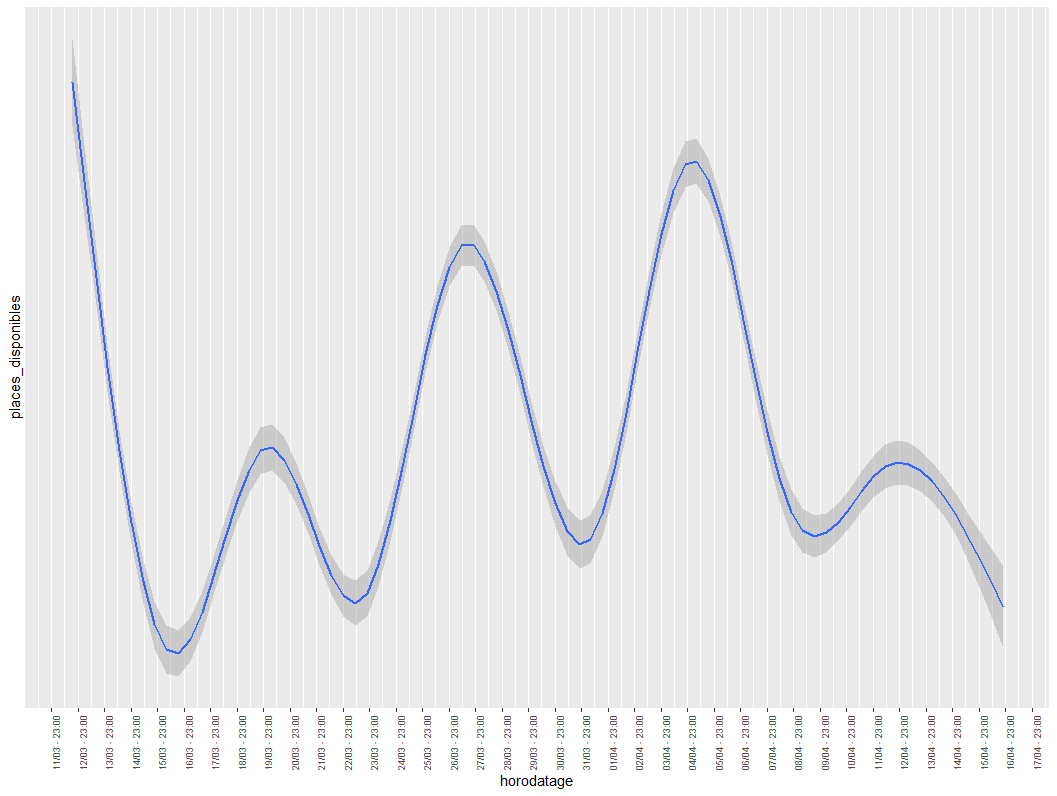 places_disponibles
11/03 - 23:00
12/03 - 23:00
13/03 - 23:00
14/03 - 23:00
15/03 - 23:00
16/03 - 23:00
17/03 - 23:00
18/03 - 23:00
19/03 - 23:00
20/03 - 23:00
21/03 - 23:00
22/03 - 23:00
23/03 - 23:00
24/03 - 23:00
25/03 - 23:00
26/03 - 23:00
27/03 - 23:00
28/03 - 23:00
29/03 - 23:00
30/03 - 23:00
31/03 - 23:00
01/04 - 23:00
02/04 - 23:00
03/04 - 23:00
04/04 - 23:00
05/04 - 23:00
06/04 - 23:00
07/04 - 23:00
08/04 - 23:00
09/04 - 23:00
10/04 - 23:00
11/04 - 23:00
12/04 - 23:00
13/04 - 23:00
14/04 - 23:00
15/04 - 23:00
16/04 - 23:00
17/04 - 23:00
horodatage